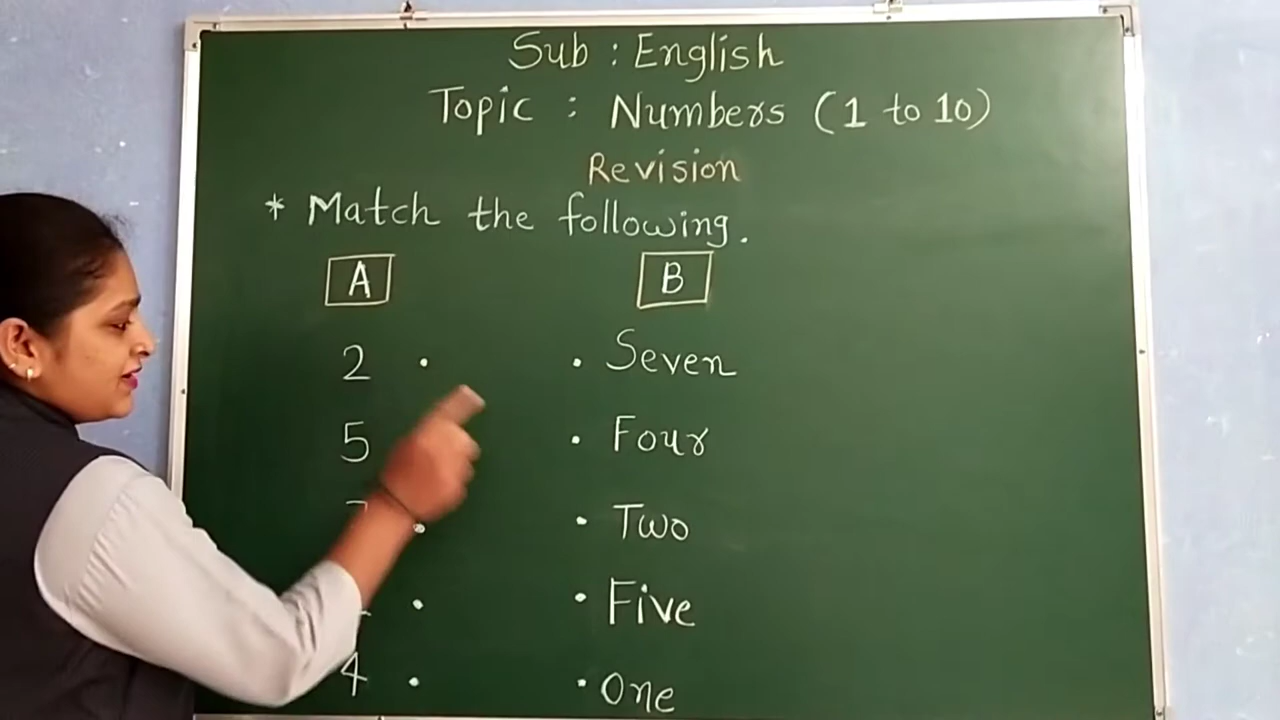 Sub : English
Topic : Numbers (1 to 10)
Revision
* Match the following.
A B
2 . . Seven
5 . Four
. . Two
. . Five
4 . . One